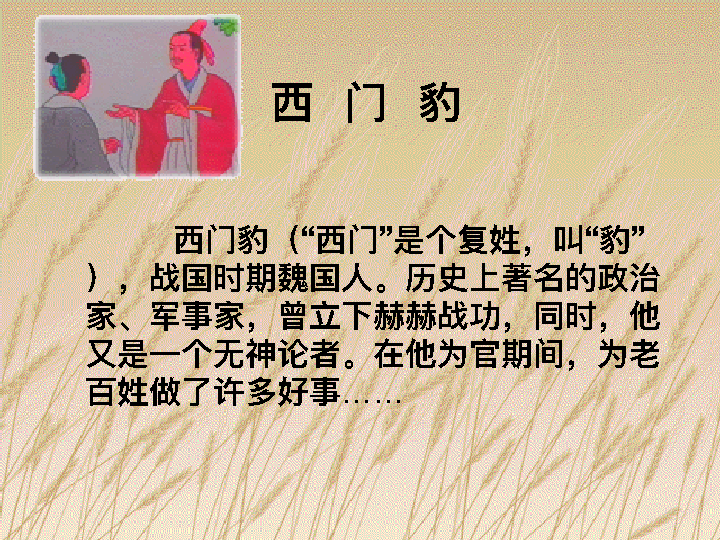 西 门 豹
西门豹（“西门”是个复姓，叫“豹”
），战国时期魏国人。历史上著名的政治
家、军事家，曾立下赫赫战功，同时，他
又是一个无神论者。在他为官期间，为老
百姓做了许多好事……